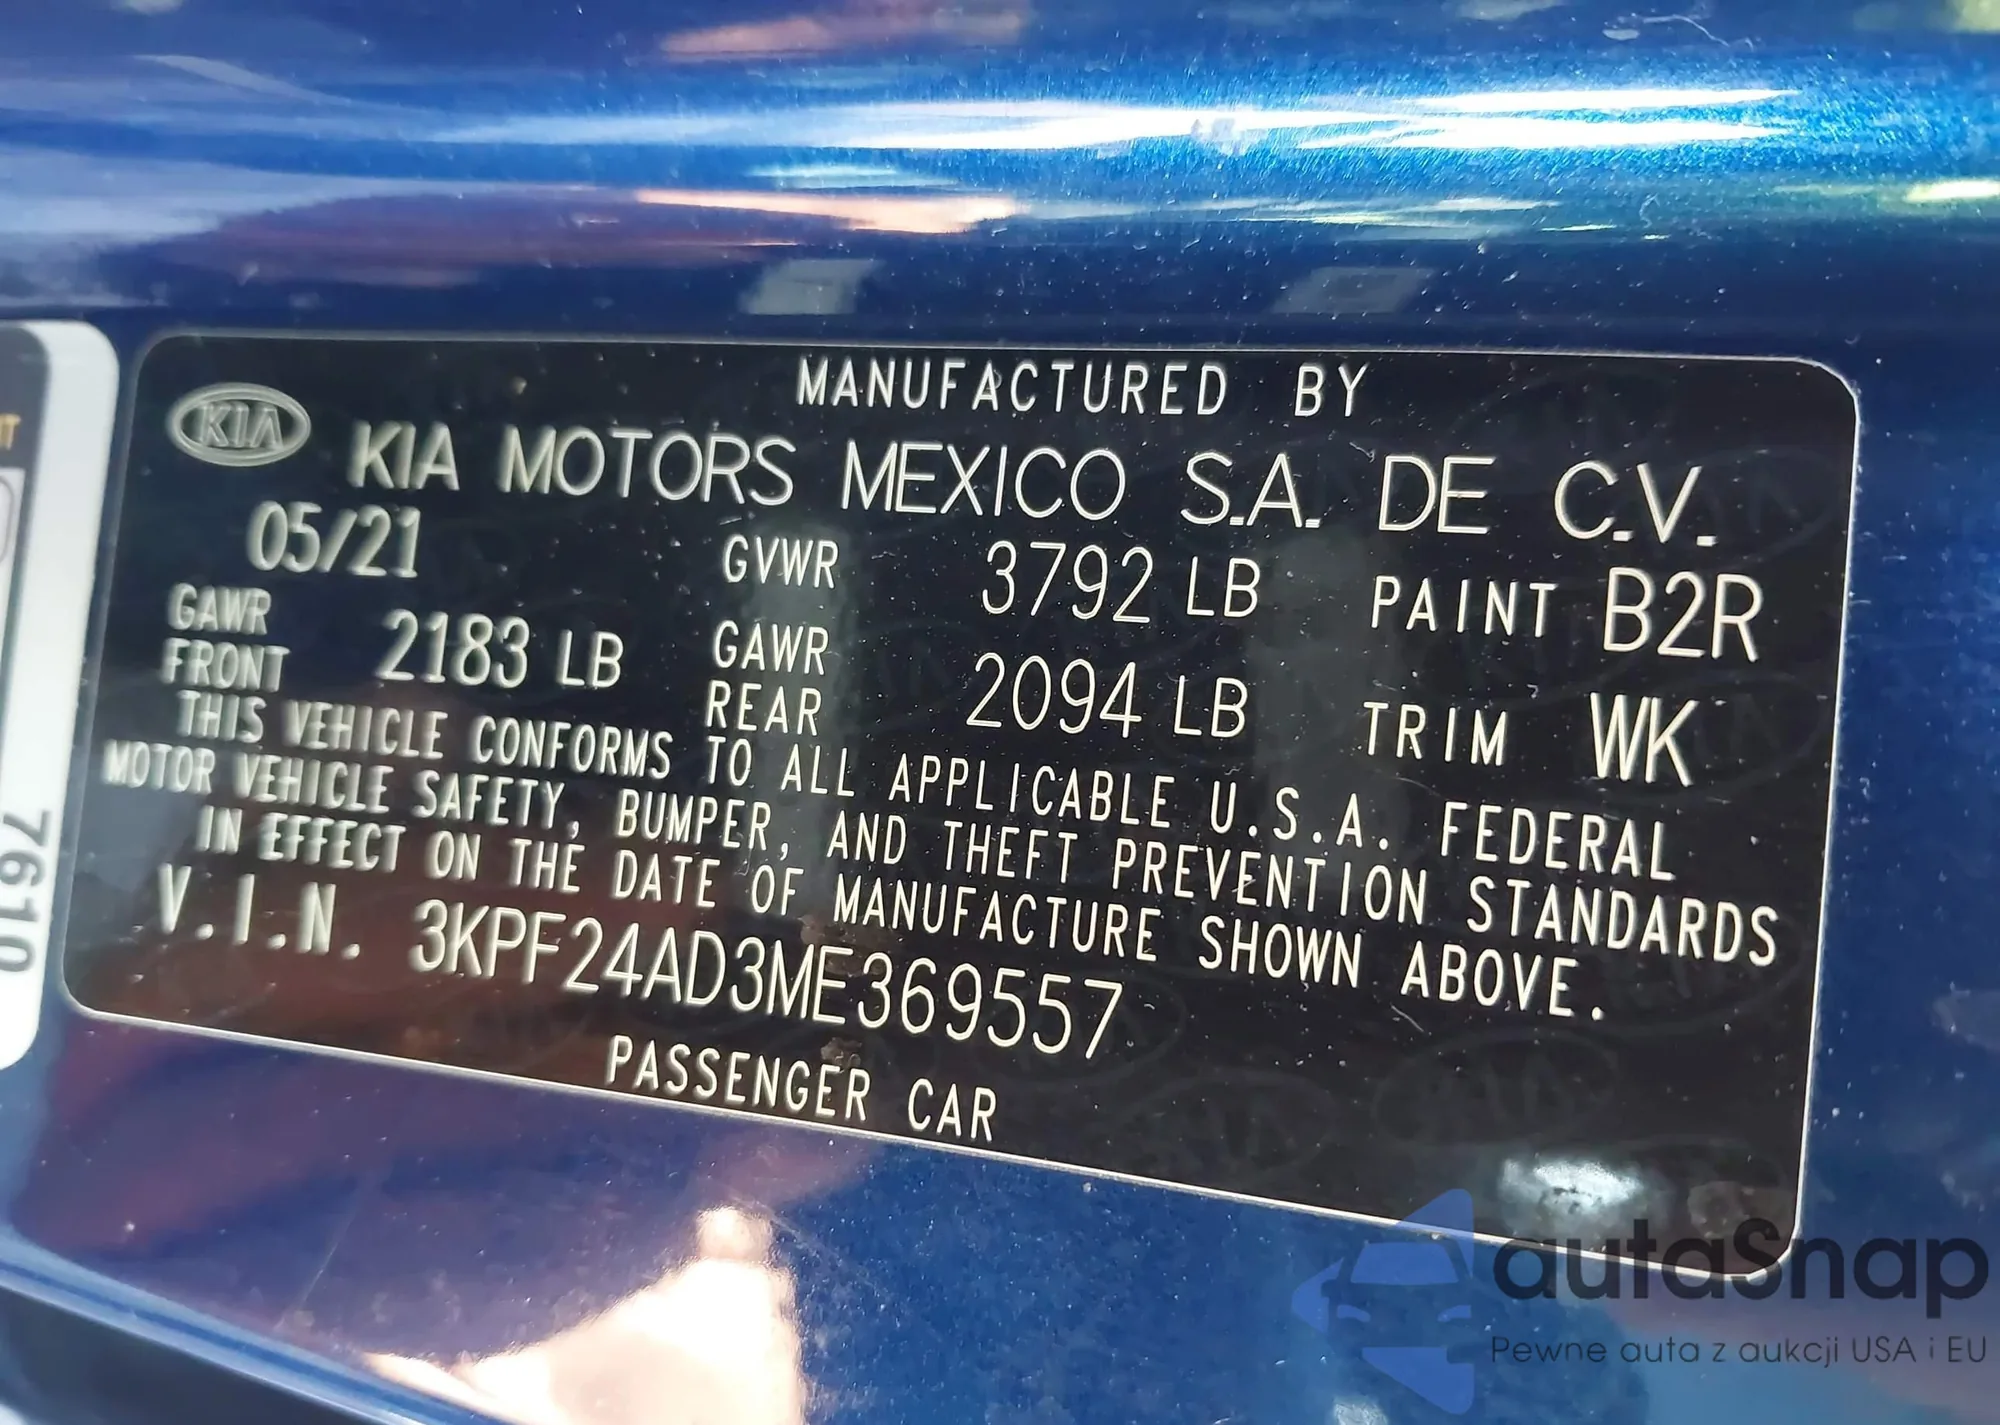 MANUFACTURED BY
KIA KIA MOTORS MEXICO S.A. DE C.V.
05/21 GVWR 3792 LB PAINT B2R
GAWR FRONT 2183 LB GAWR REAR 2094 LB TRIM WK
THIS VEHICLE CONFORMS TO ALL APPLICABLE U.S.A. FEDERAL
MOTOR VEHICLE SAFETY, BUMPER, AND THEFT PREVENTION STANDARDS
IN EFFECT ON THE DATE OF MANUFACTURE SHOWN ABOVE.
V.I.N. 3KPF24AD3ME369557
PASSENGER CAR
7610
autaSnap
Pewne auta z aukcji USA i EU